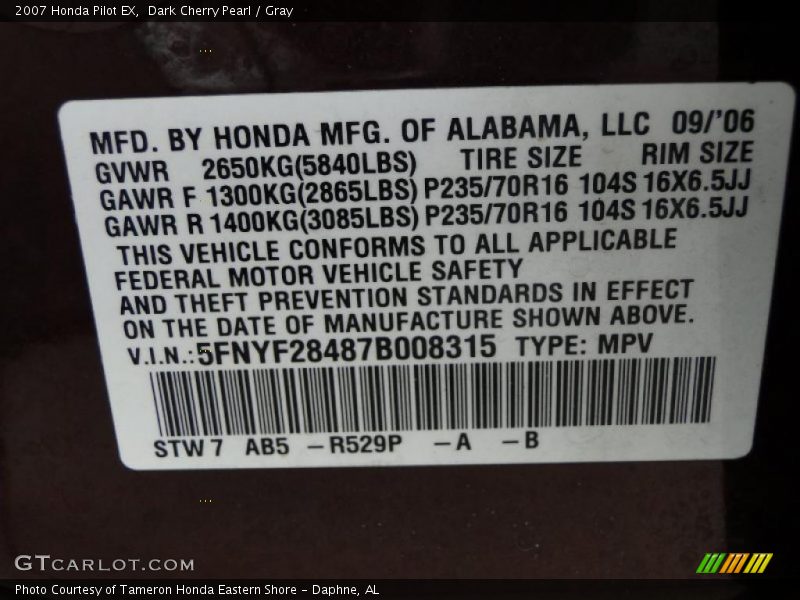 2007 Honda Pilot EX, Dark Cherry Pearl / Gray
MFD. BY HONDA MFG. OF ALABAMA, LLC 09/'06
GVWR 2650KG(5840LBS) TIRE SIZE RIM SIZE
GAWR F 1300KG(2865LBS) P235/70R16 104S 16X6.5JJ
GAWR R 1400KG(3085LBS) P235/70R16 104S 16X6.5JJ
THIS VEHICLE CONFORMS TO ALL APPLICABLE
FEDERAL MOTOR VEHICLE SAFETY
AND THEFT PREVENTION STANDARDS IN EFFECT
ON THE DATE OF MANUFACTURE SHOWN ABOVE.
V.I.N.: 5FNYF28487B008315 TYPE: MPV
STW7 AB5 -R529P -A -B
GTCARLOT.COM
Photo Courtesy of Tameron Honda Eastern Shore - Daphne, AL